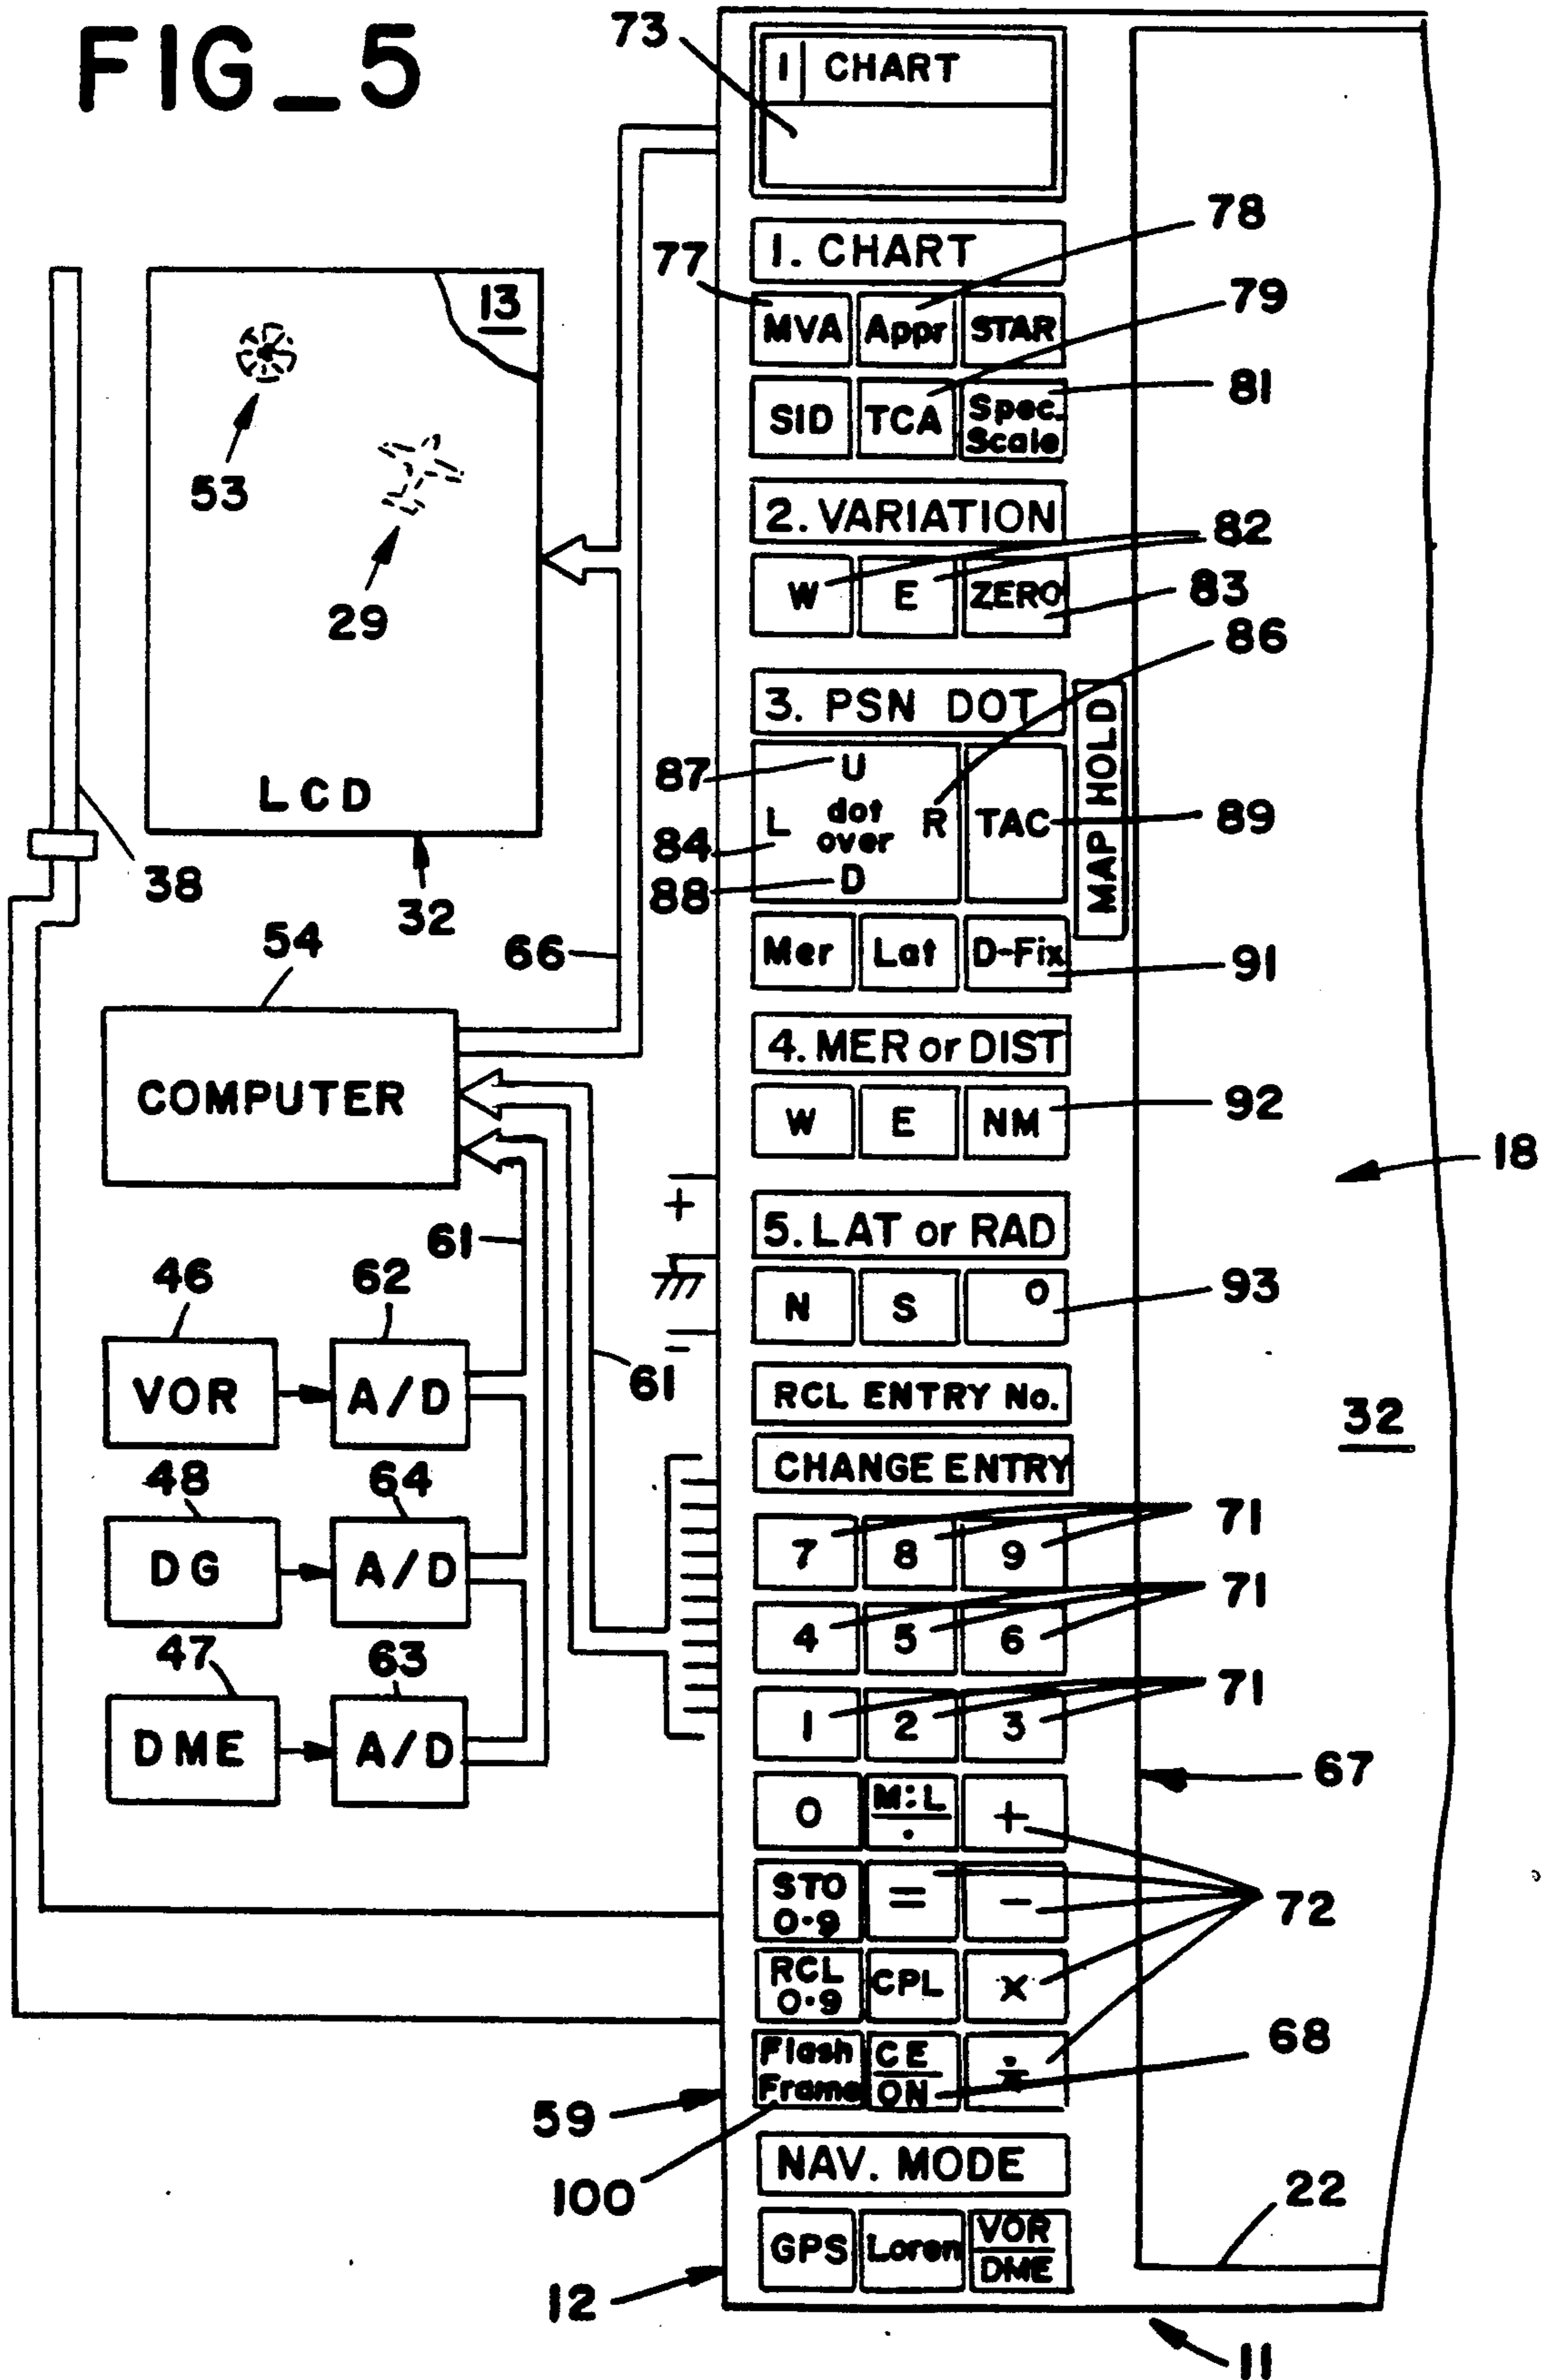 FIG_5
73
1 CHART
1. CHART
77
78
MVA Appr STAR
79
SID TCA Spec. Scale
81
2. VARIATION
82
W E ZERO
83
86
3. PSN DOT
MAP HOLD
87
U
L dot over R
84
D
88
TAC
89
Mer Lat D-Fix
91
4. MER or DIST
W E NM
92
18
5. LAT or RAD
N S O
93
RCL ENTRY No.
32
CHANGE ENTRY
7 8 9
71
4 5 6
71
1 2 3
71
67
0 M:L . +
STO 0·9 = -
72
RCL 0·9 CPL x
Flash Frame CE ON ÷
68
59
100
NAV. MODE
22
GPS Loren VOR DME
12
11
13
53
29
LCD
38
32
66
54
COMPUTER
+
-
61
61
46
62
VOR A/D
48
64
DG A/D
47
63
DME A/D